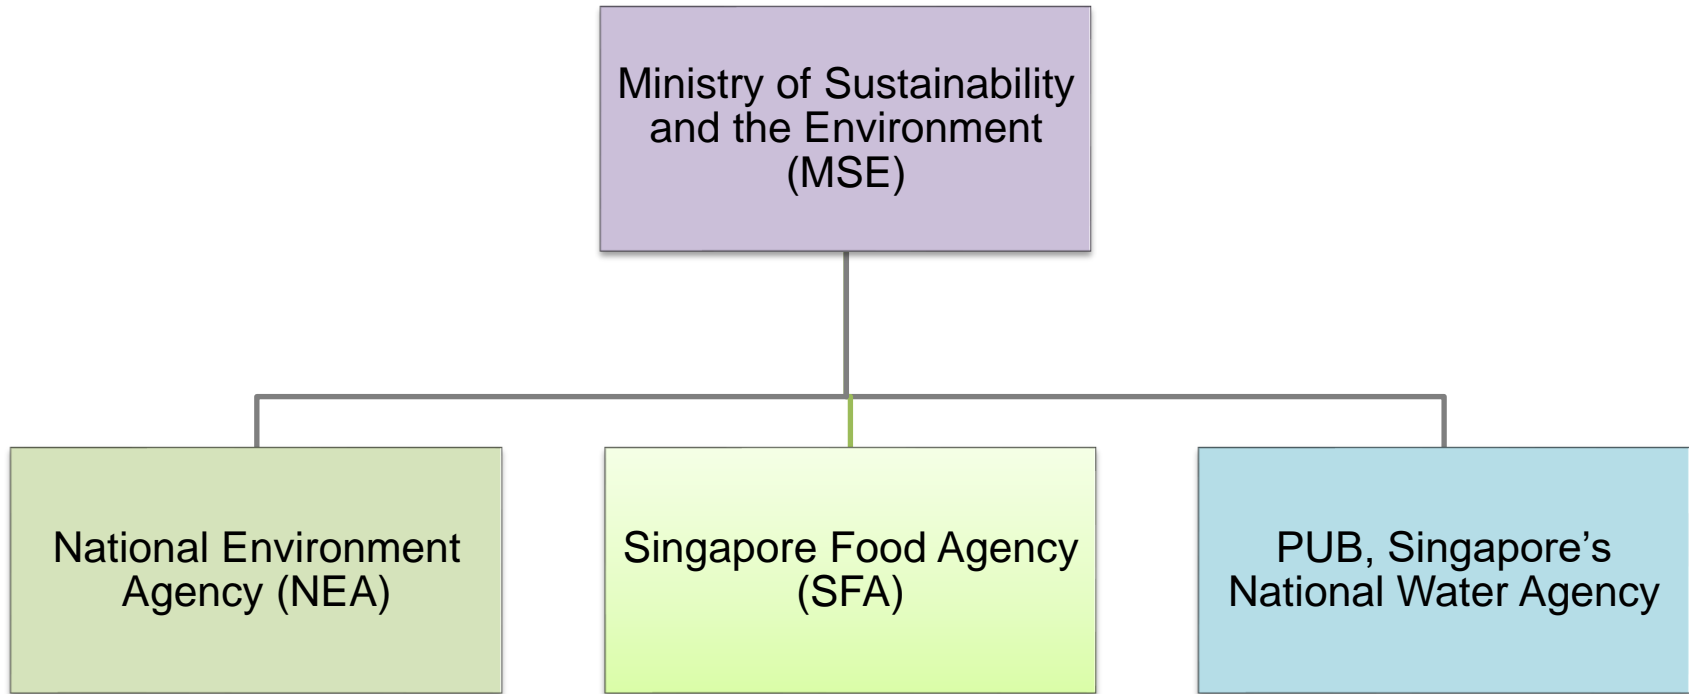 Ministry of Sustainability
and the Environment
(MSE)
National Environment
Agency (NEA)
Singapore Food Agency
(SFA)
PUB, Singapore’s
National Water Agency